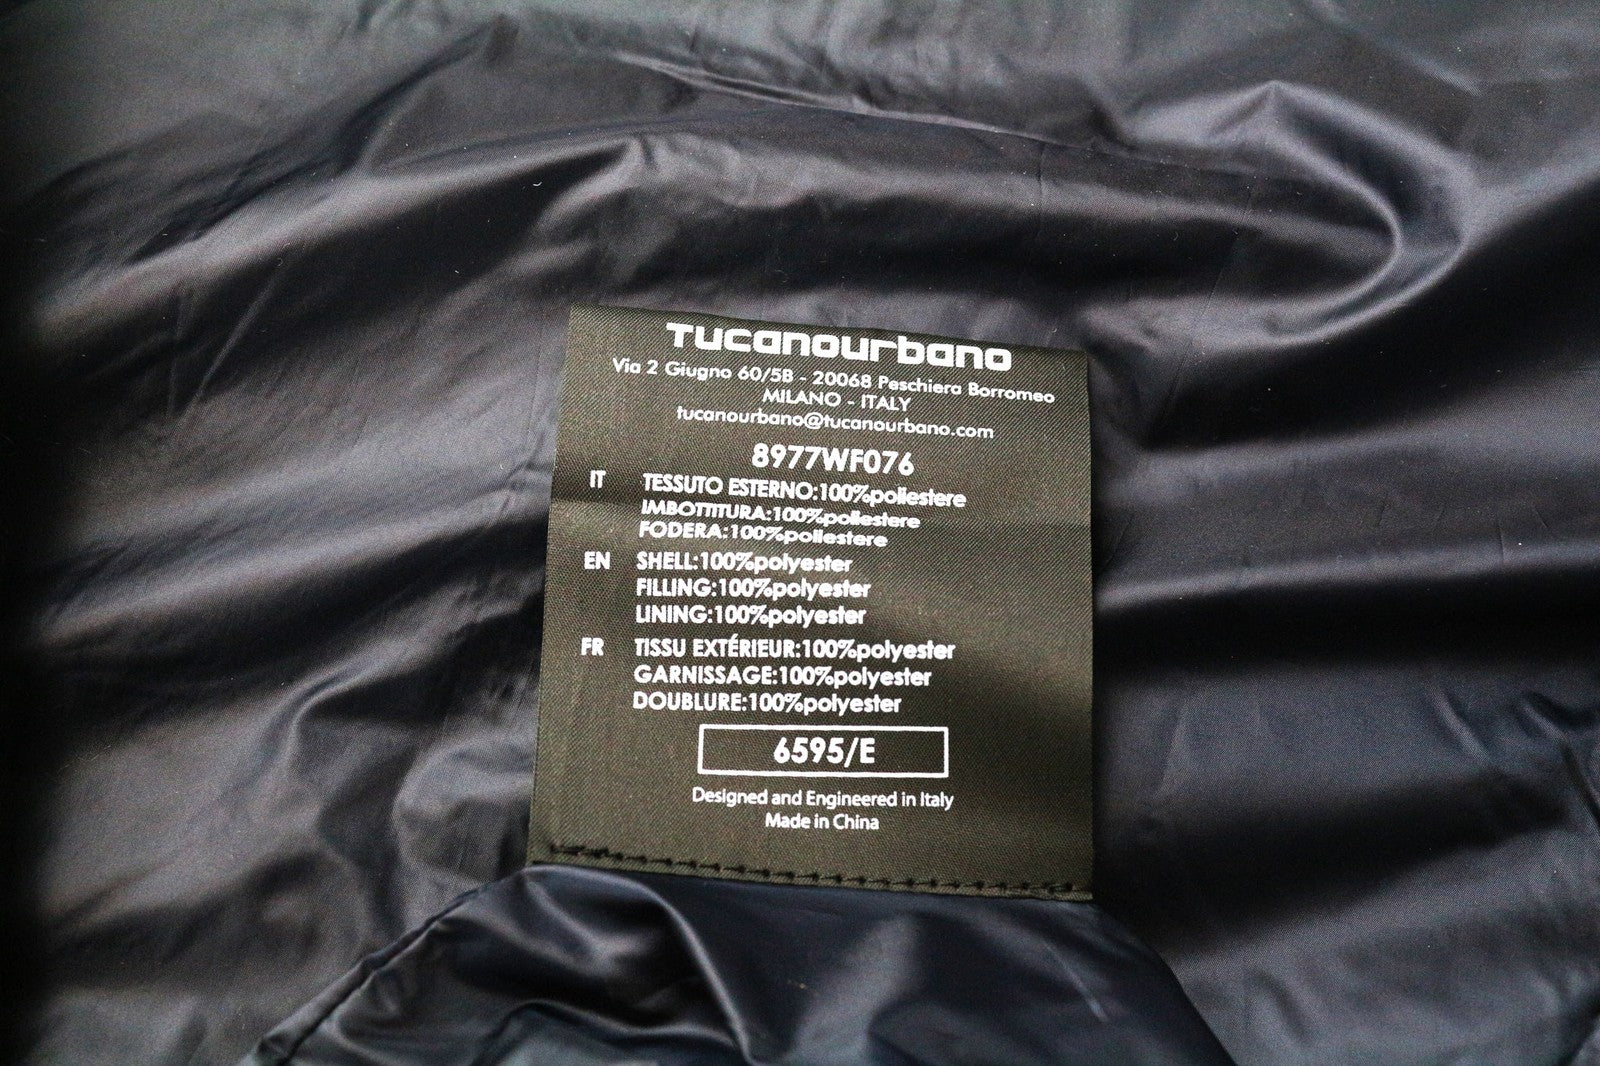 Tucanourbano
Via 2 Giugno 60/5B - 20068 Peschiera Borromeo
MILANO - ITALY
tucanourbano@tucanourbano.com
8977WF076
IT TESSUTO ESTERNO:100%poliestere
IMBOTTITURA:100%poliestere
FODERA:100%poliestere
EN SHELL:100%polyester
FILLING:100%polyester
LINING:100%polyester
FR TISSU EXTÉRIEUR:100%polyester
GARNISSAGE:100%polyester
DOUBLURE:100%polyester
6595/E
Designed and Engineered in Italy
Made in China